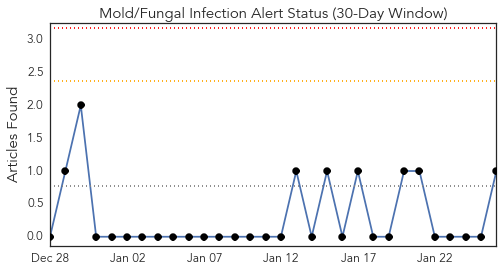 Mold/Fungal Infection Alert Status (30-Day Window)
Articles Found
3.0
2.5
2.0
1.5
1.0
0.5
0.0
Dec 28 Jan 02 Jan 07 Jan 12 Jan 17 Jan 22